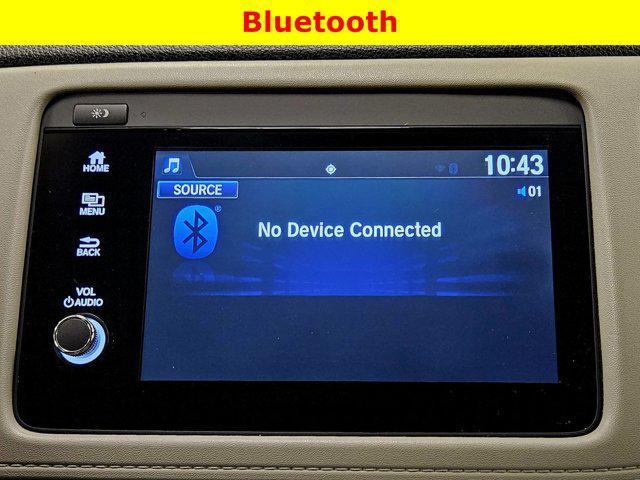 Bluetooth
10:43
HOME
SOURCE
01
MENU
No Device Connected
BACK
VOL
AUDIO